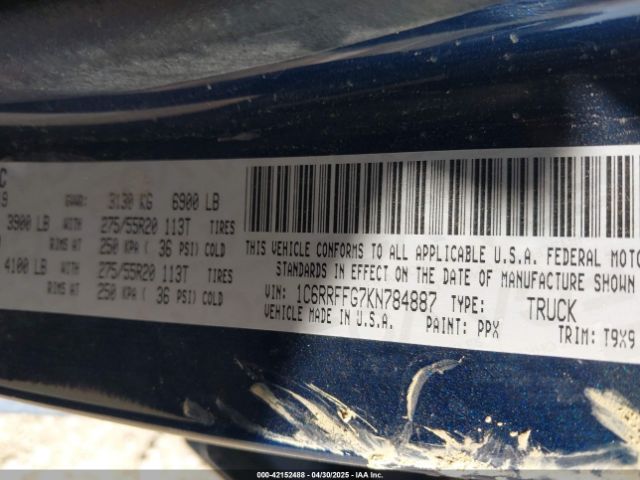 C
9
GVWR: 3130 KG 6900 LB
3900 LB WITH 275/55R20 113T TIRES
RIMS AT 250 KPA ( 36 PSI) COLD
4100 LB WITH 275/55R20 113T TIRES
RIMS AT 250 KPA ( 36 PSI) COLD
THIS VEHICLE CONFORMS TO ALL APPLICABLE U.S.A. FEDERAL MOTO
STANDARDS IN EFFECT ON THE DATE OF MANUFACTURE SHOWN
VIN: 1C6RRFFG7KN784887 TYPE: TRUCK
VEHICLE MADE IN U.S.A. PAINT: PPX TRIM: T9X9
000-42152488 - 04/30/2025 - IAAI.COM